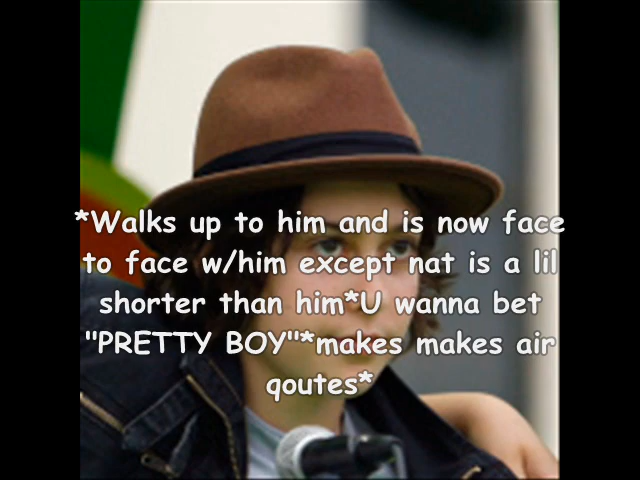 *Walks up to him and is now face
to face w/him except nat is a lil
shorter than him*U wanna bet
"PRETTY BOY"*makes makes air
qoutes*